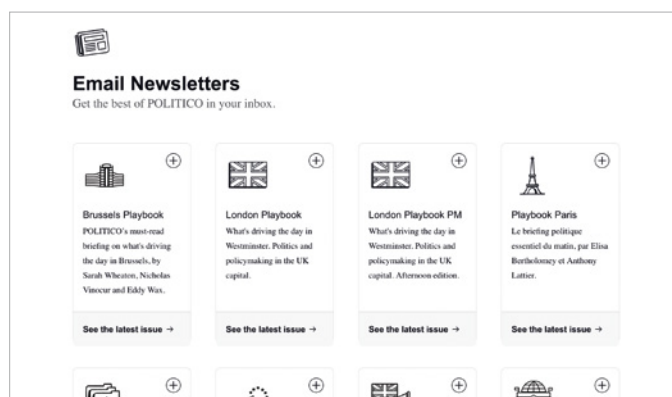 Email Newsletters
Get the best of POLITICO in your inbox.
Brussels Playbook
POLITICO's must-read
briefing on what's driving
the day in Brussels, by
Sarah Wheaton, Nicholas
Vinocur and Eddy Wax.
See the latest issue →
London Playbook
What's driving the day in
Westminster. Politics and
policymaking in the UK
capital.
See the latest issue →
London Playbook PM
What's driving the day in
Westminster. Politics and
policymaking in the UK
capital. Afternoon edition.
See the latest issue →
Playbook Paris
Le briefing politique
essentiel du matin, par Elisa
Bertholomey et Anthony
Lattier.
See the latest issue →